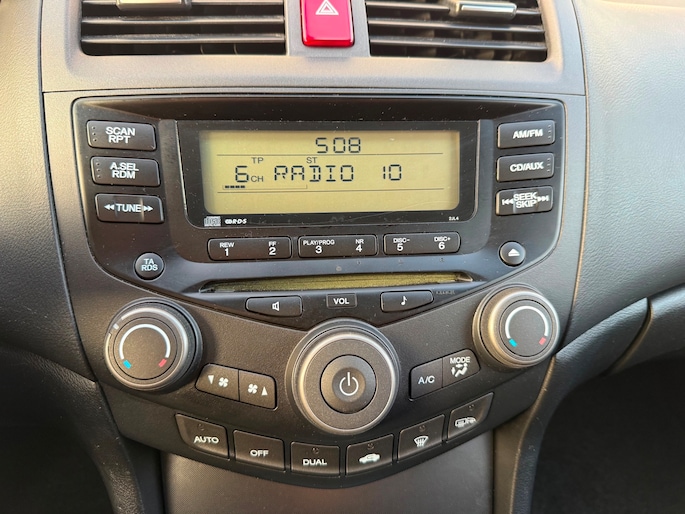 SCAN
RPT
A.SEL
RDM
TUNE
TA
RDS
508
TP ST
6CH RADIO 10
R·D·S
3JL4
AM/FM
CD/AUX
SEEK
SKIP
REW FF PLAY/PROG NR DISC- DISC+
1 2 3 4 5 6
VOL
A/C
MODE
AUTO
OFF
DUAL